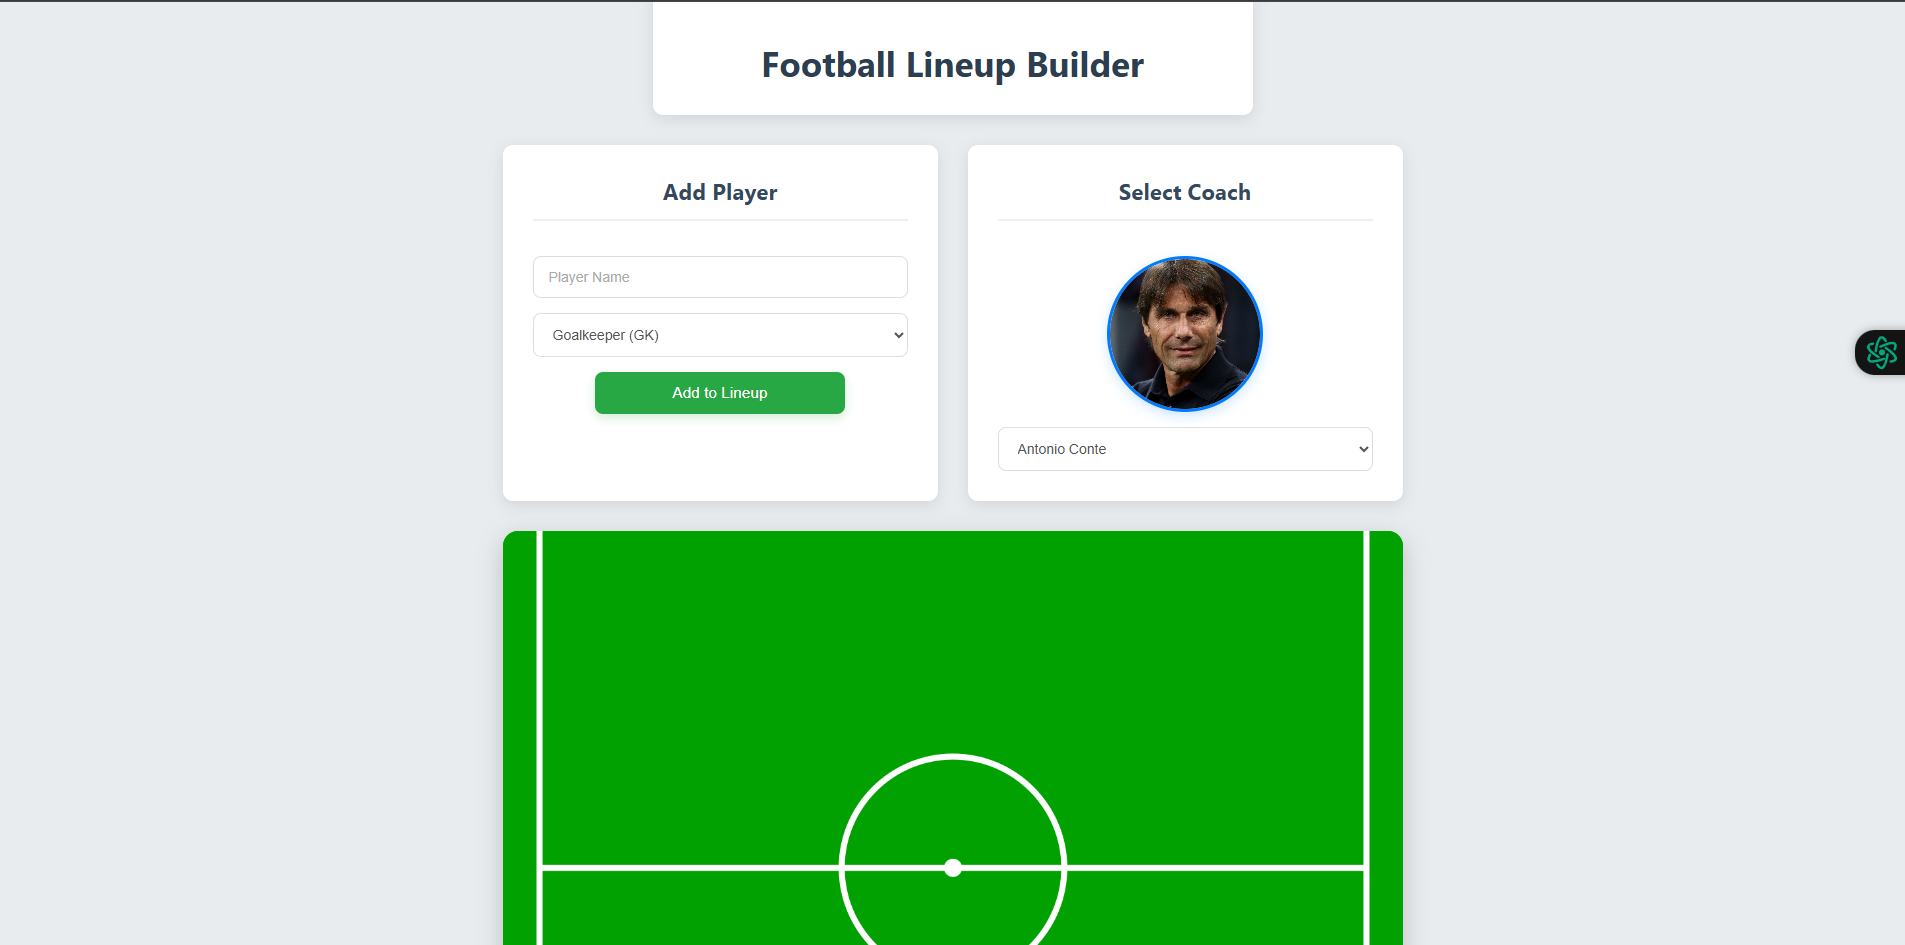 Football Lineup Builder
Add Player
Player Name
Goalkeeper (GK)
Add to Lineup
Select Coach
Antonio Conte